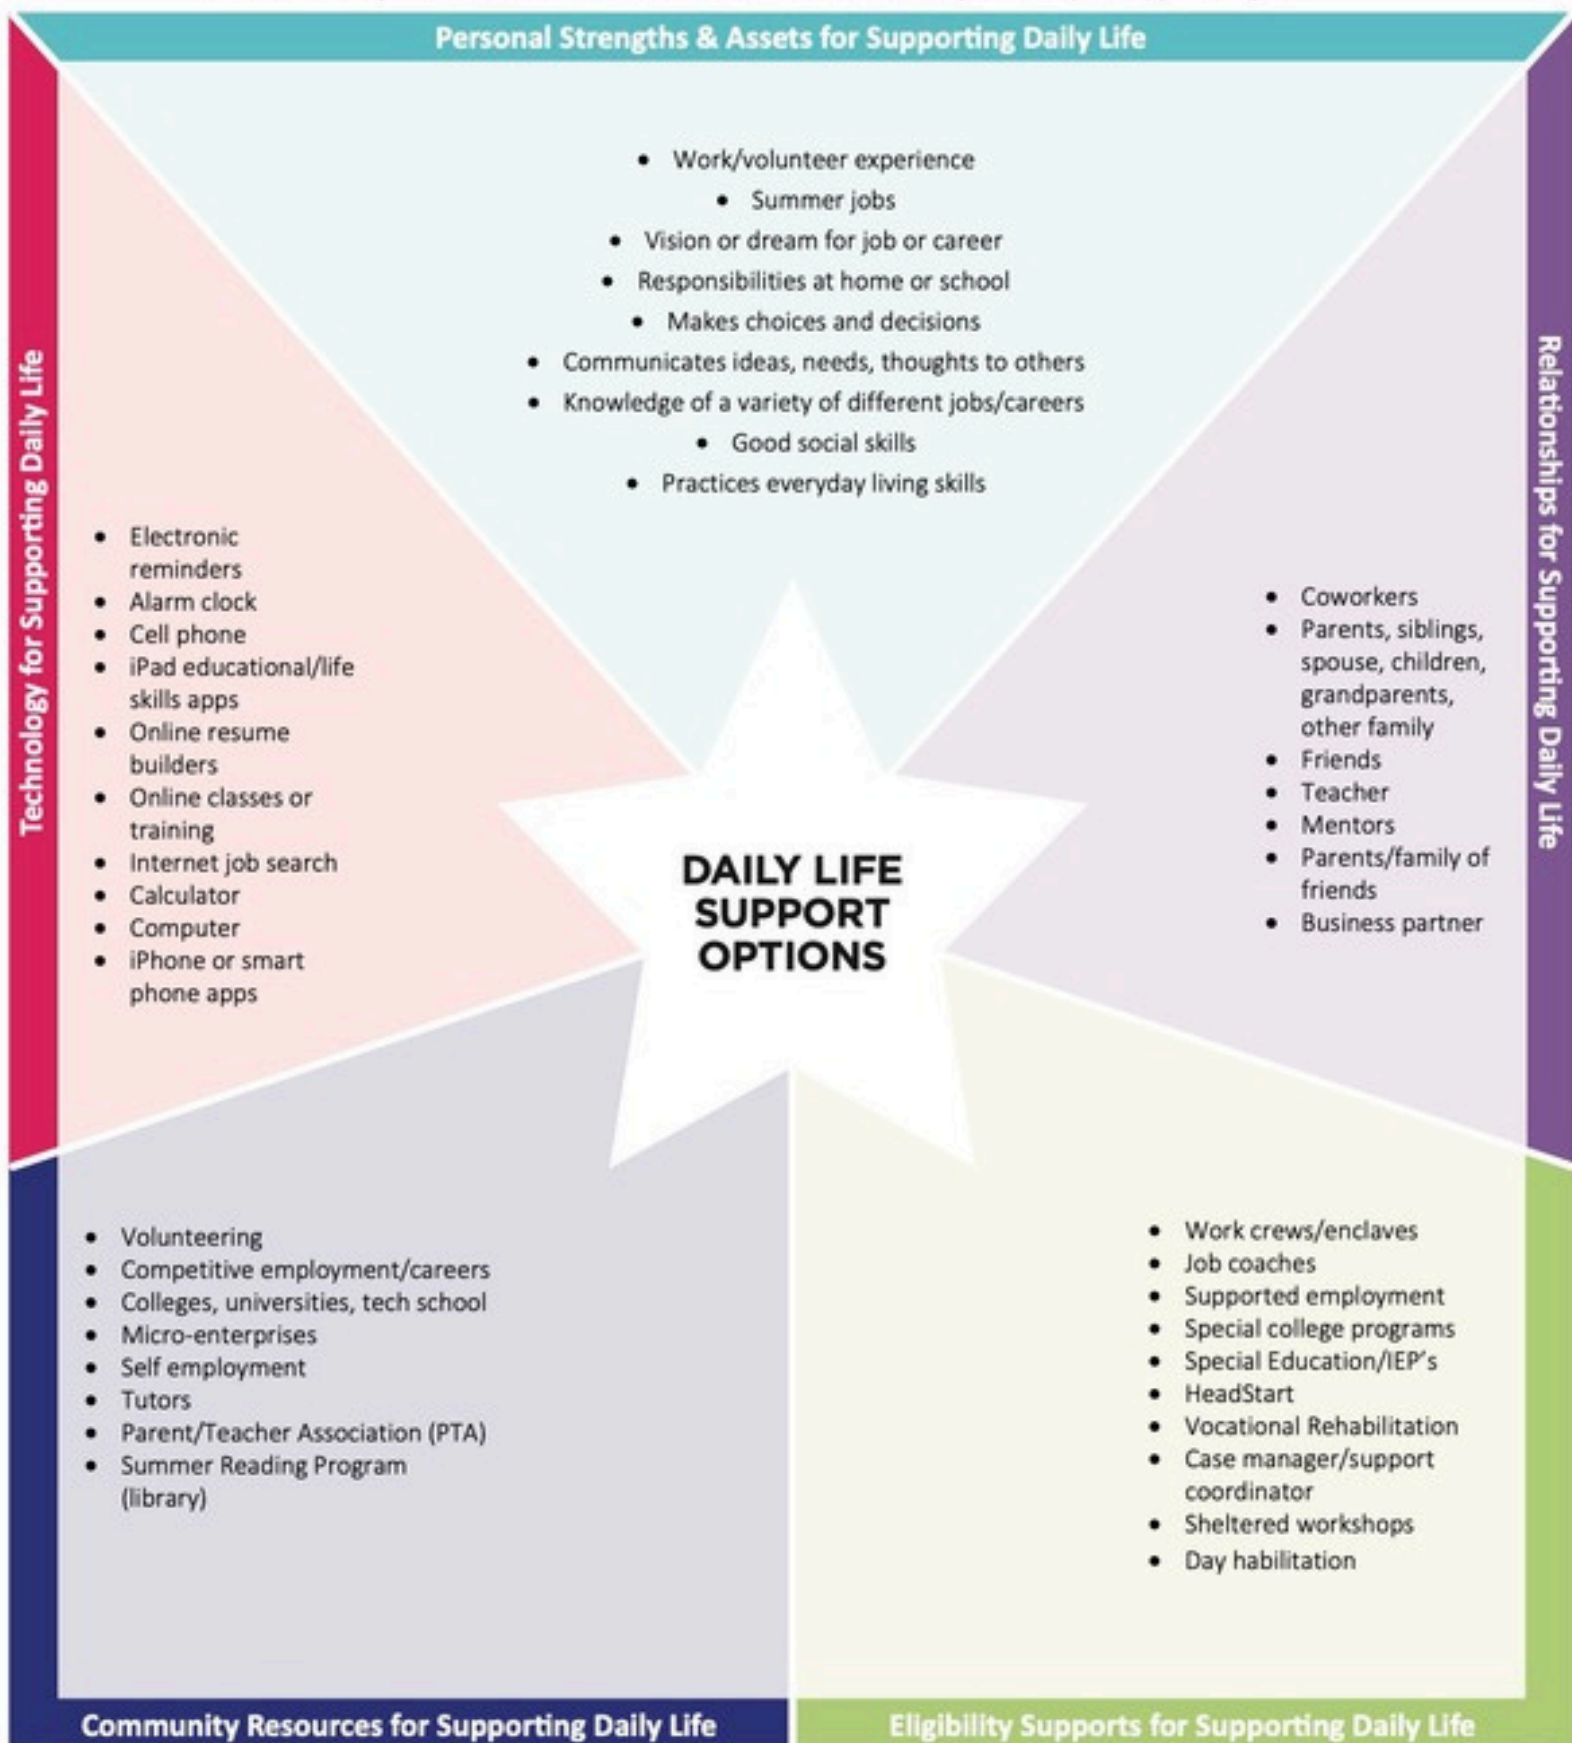 Personal Strengths & Assets for Supporting Daily Life
• Work/volunteer experience
• Summer jobs
• Vision or dream for job or career
• Responsibilities at home or school
• Makes choices and decisions
• Communicates ideas, needs, thoughts to others
• Knowledge of a variety of different jobs/careers
• Good social skills
• Practices everyday living skills
Technology for Supporting Daily Life
• Electronic
reminders
• Alarm clock
• Cell phone
• iPad educational/life
skills apps
• Online resume
builders
• Online classes or
training
• Internet job search
• Calculator
• Computer
• iPhone or smart
phone apps
DAILY LIFE
SUPPORT
OPTIONS
Relationships for Supporting Daily Life
• Coworkers
• Parents, siblings,
spouse, children,
grandparents,
other family
• Friends
• Teacher
• Mentors
• Parents/family of
friends
• Business partner
• Volunteering
• Competitive employment/careers
• Colleges, universities, tech school
• Micro-enterprises
• Self employment
• Tutors
• Parent/Teacher Association (PTA)
• Summer Reading Program
(library)
Community Resources for Supporting Daily Life
• Work crews/enclaves
• Job coaches
• Supported employment
• Special college programs
• Special Education/IEP's
• HeadStart
• Vocational Rehabilitation
• Case manager/support
coordinator
• Sheltered workshops
• Day habilitation
Eligibility Supports for Supporting Daily Life